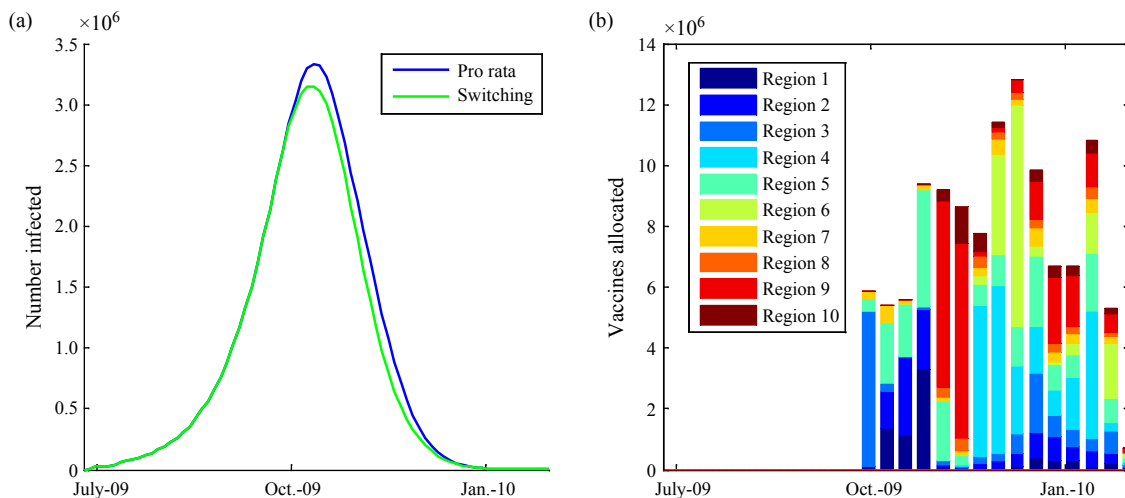 (a)
×10^6
3.5
3.0
2.5
2.0
1.5
1.0
0.5
0
Number infected
Pro rata
Switching
July-09
Oct.-09
Jan.-10
(b)
×10^6
14
12
10
8
6
4
2
0
Vaccines allocated
Region 1
Region 2
Region 3
Region 4
Region 5
Region 6
Region 7
Region 8
Region 9
Region 10
July-09
Oct.-09
Jan.-10